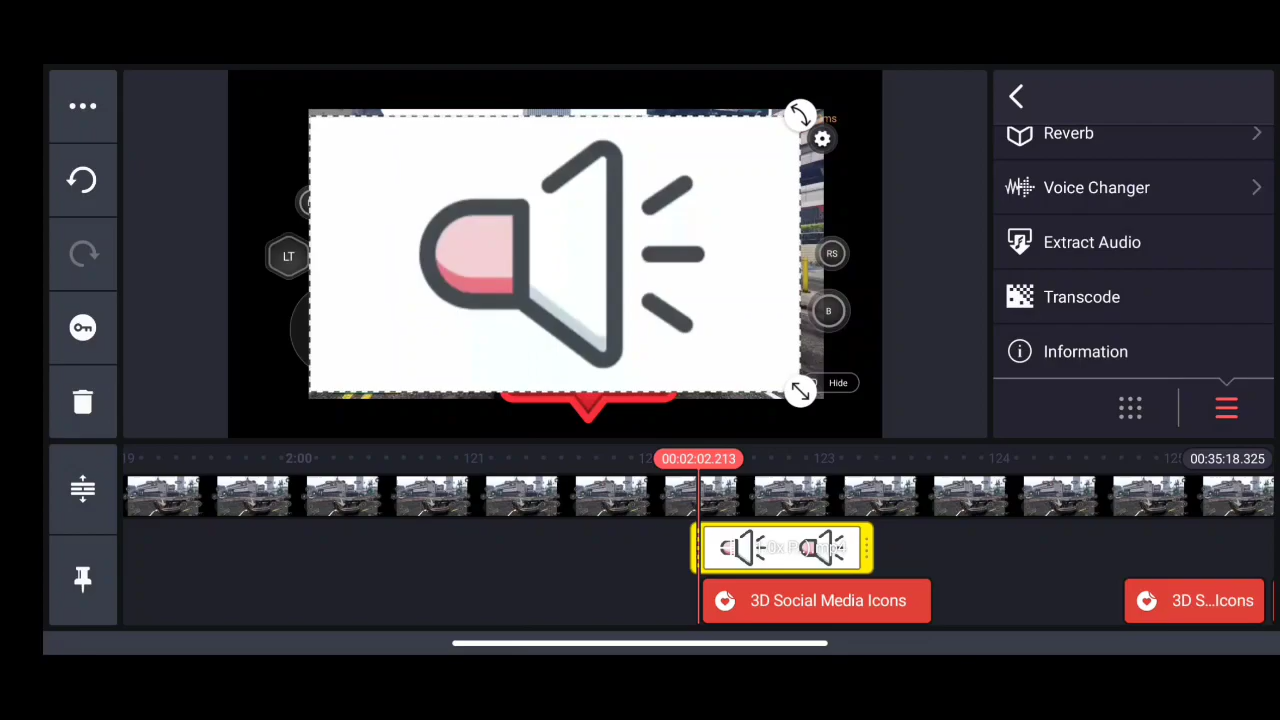 ms
LT
RS
B
Hide
Reverb
Voice Changer
Extract Audio
Transcode
Information
2:00
121
00:02:02.213
123
124
00:35:18.325
3D Social Media Icons
3D S...Icons